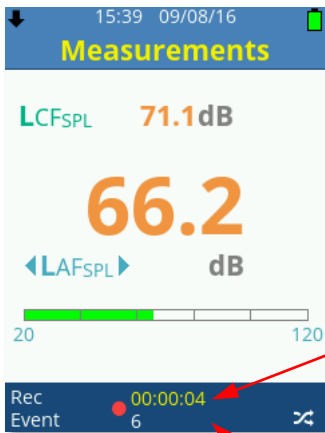 15:39 09/08/16
Measurements
LCFSPL 71.1dB
66.2
LAFSPL dB
20 120
Rec 00:00:04
Event 6